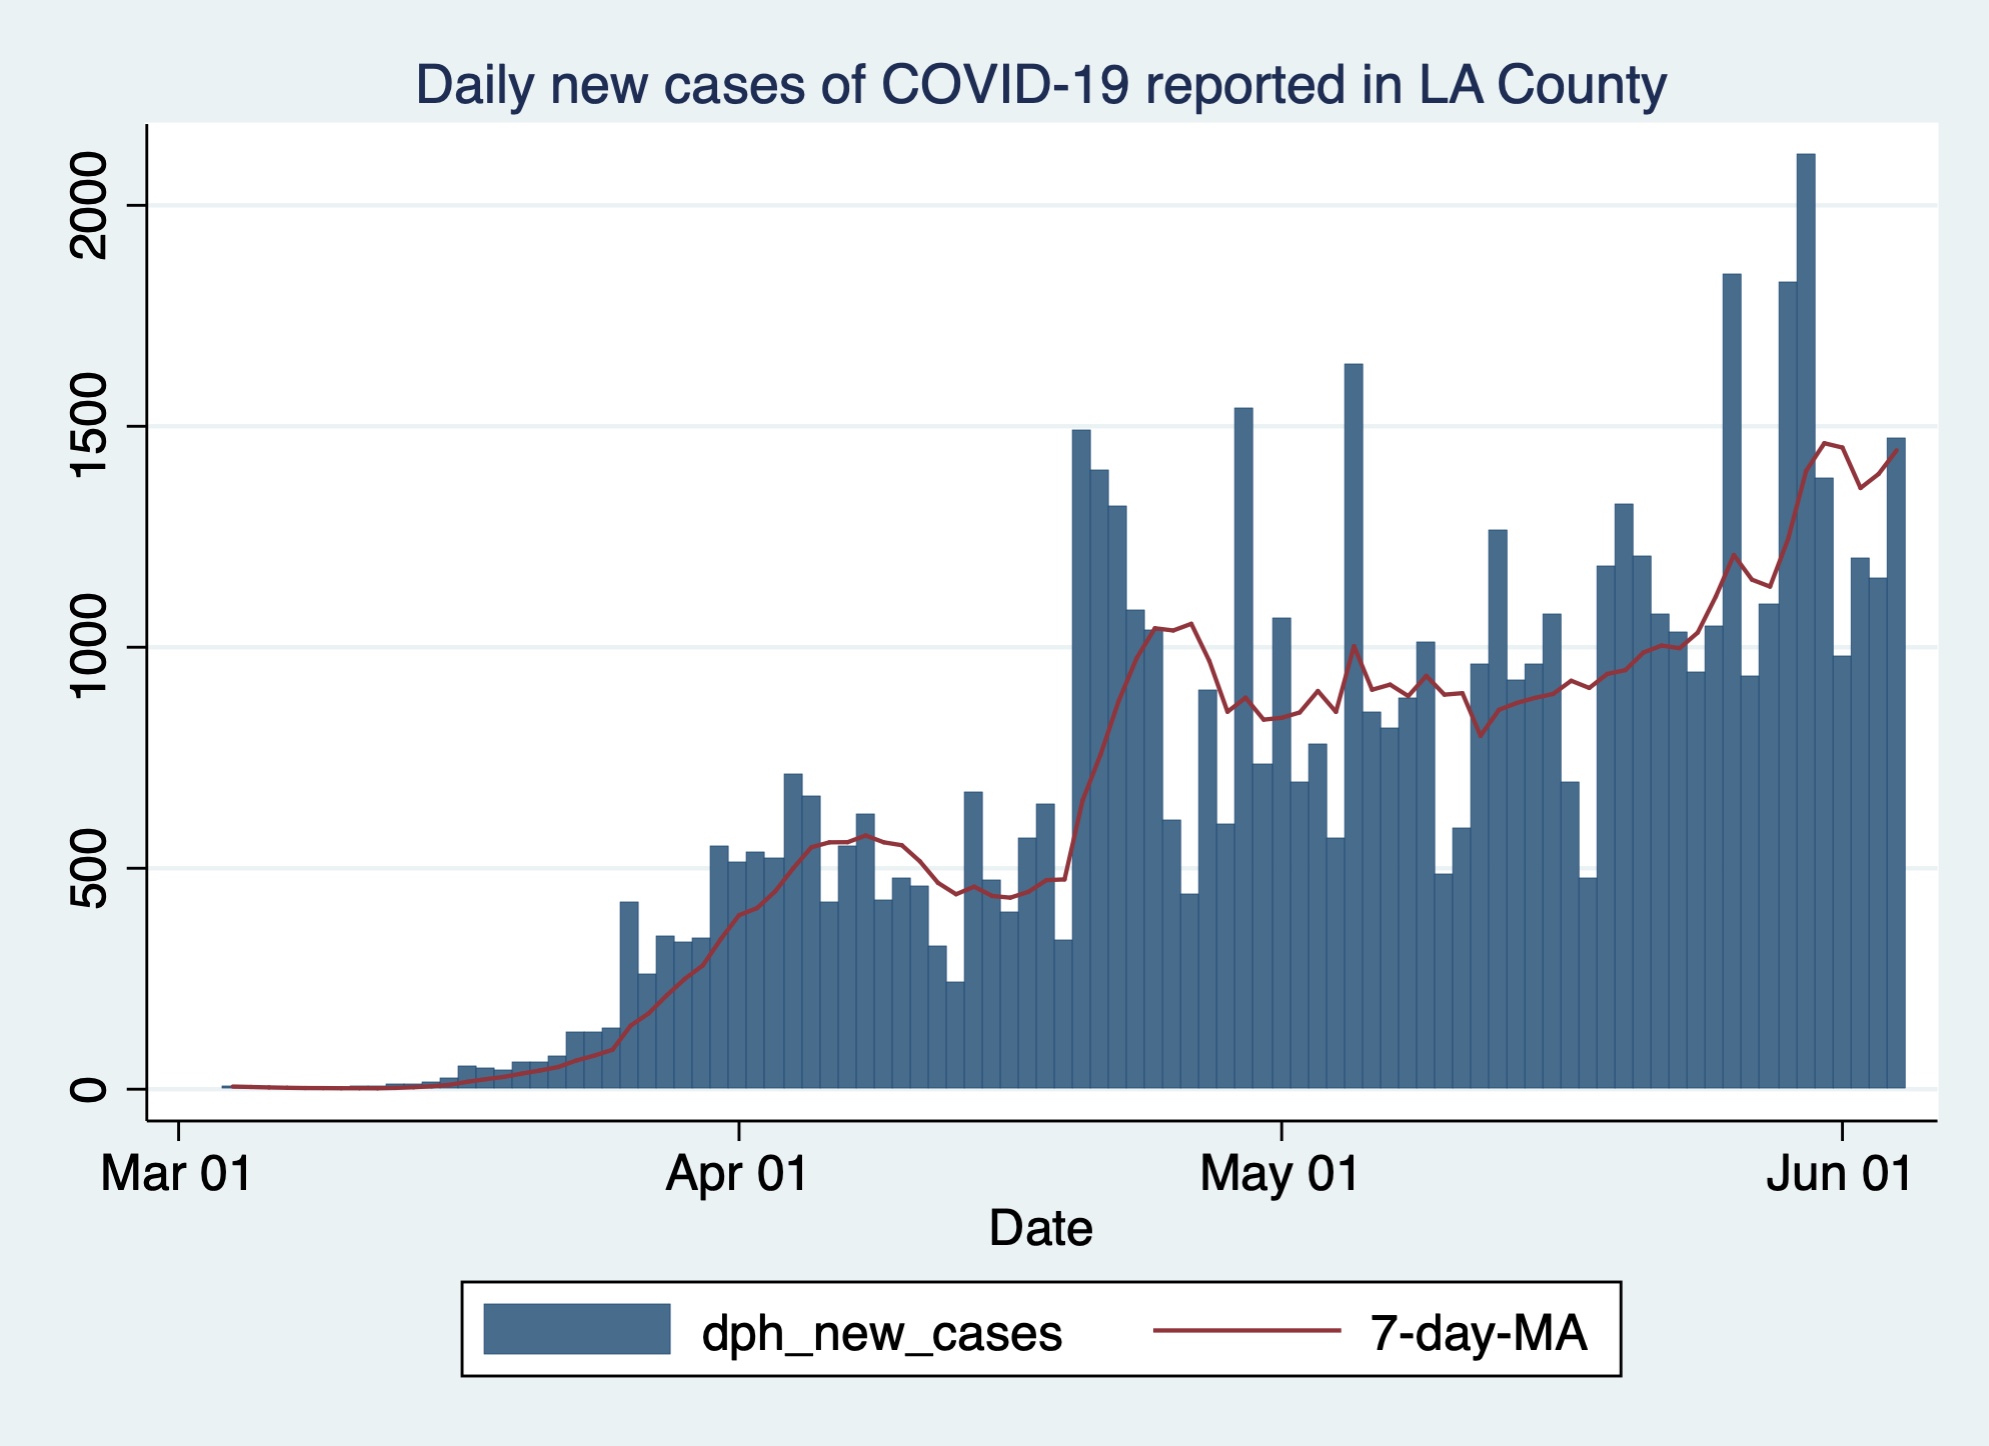 Daily new cases of COVID-19 reported in LA County
2000
1500
1000
500
0
Mar 01 Apr 01 May 01 Jun 01
Date
dph_new_cases 7-day-MA